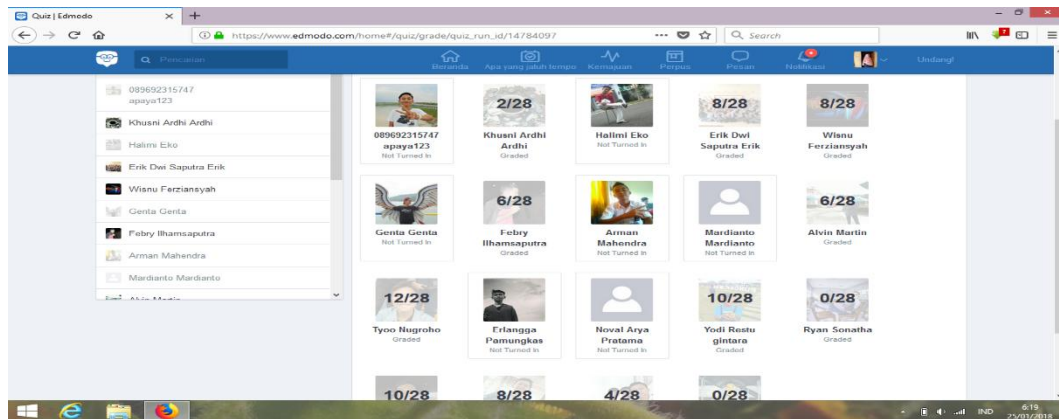 Quiz | Edmodo
https://www.edmodo.com/home#/quiz/grade/quiz_run_id/14784097
Search
Pencarian
Beranda
Apa yang jatuh tempo
Kemajuan
Perpus
Pesan
Notifikasi
Undang!
089692315747
apaya123
Khusni Ardhi Ardhi
Halimi Eko
Erik Dwi Saputra Erik
Wisnu Ferziansyah
Genta Genta
Febry Ilhamsaputra
Arman Mahendra
Mardianto Mardianto
Alvin Martin
089692315747
apaya123
Not Turned In
2/28
Khusni Ardhi
Ardhi
Graded
Halimi Eko
Not Turned In
8/28
Erik Dwi
Saputra Erik
Graded
8/28
Wisnu
Ferziansyah
Graded
Genta Genta
Not Turned In
6/28
Febry
Ilhamsaputra
Graded
Arman
Mahendra
Not Turned In
Mardianto
Mardianto
Not Turned In
6/28
Alvin Martin
Graded
12/28
Tyoo Nugroho
Graded
Erlangga
Pamungkas
Not Turned In
Noval Arya
Pratama
Not Turned In
10/28
Yodi Restu
gintara
Graded
0/28
Ryan Sonatha
Graded
10/28
8/28
4/28
0/28
IND
6:19
25/01/2018